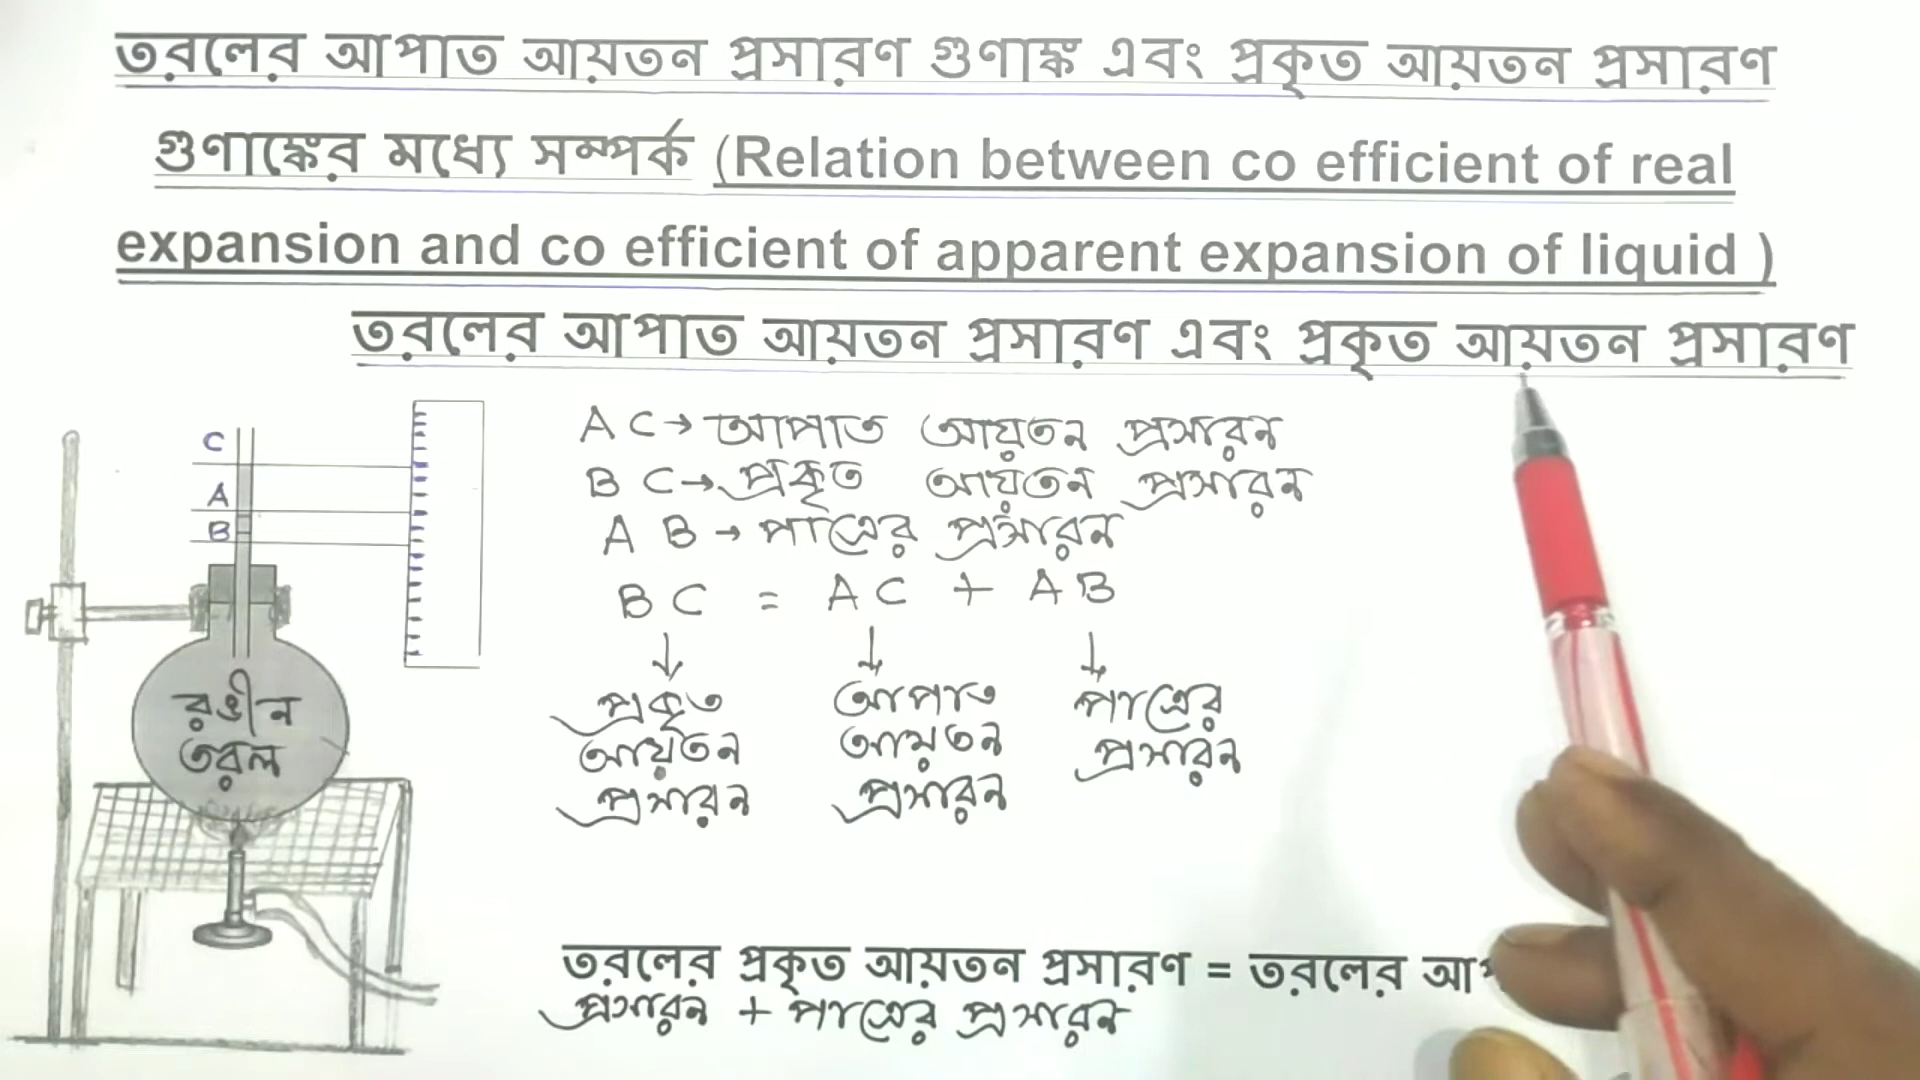 তরলের আপাত আয়তন প্রসারণ গুণাঙ্ক এবং প্রকৃত আয়তন প্রসারণ
গুণাঙ্কের মধ্যে সম্পর্ক (Relation between co efficient of real
expansion and co efficient of apparent expansion of liquid )
তরলের আপাত আয়তন প্রসারণ এবং প্রকৃত আয়তন প্রসারণ
C
A
B
রঙীন
তরল
AC→ আপাত আয়তন প্রসারন
BC→ প্রকৃত আয়তন প্রসারন
AB→ পাত্রের প্রসারন
BC = AC + AB
↓ ↓ ↓
প্রকৃত আপাত পাত্রের
আয়তন আয়তন প্রসারন
প্রসারন প্রসারন
তরলের প্রকৃত আয়তন প্রসারণ = তরলের
প্রসারন + পাত্রের প্রসারন